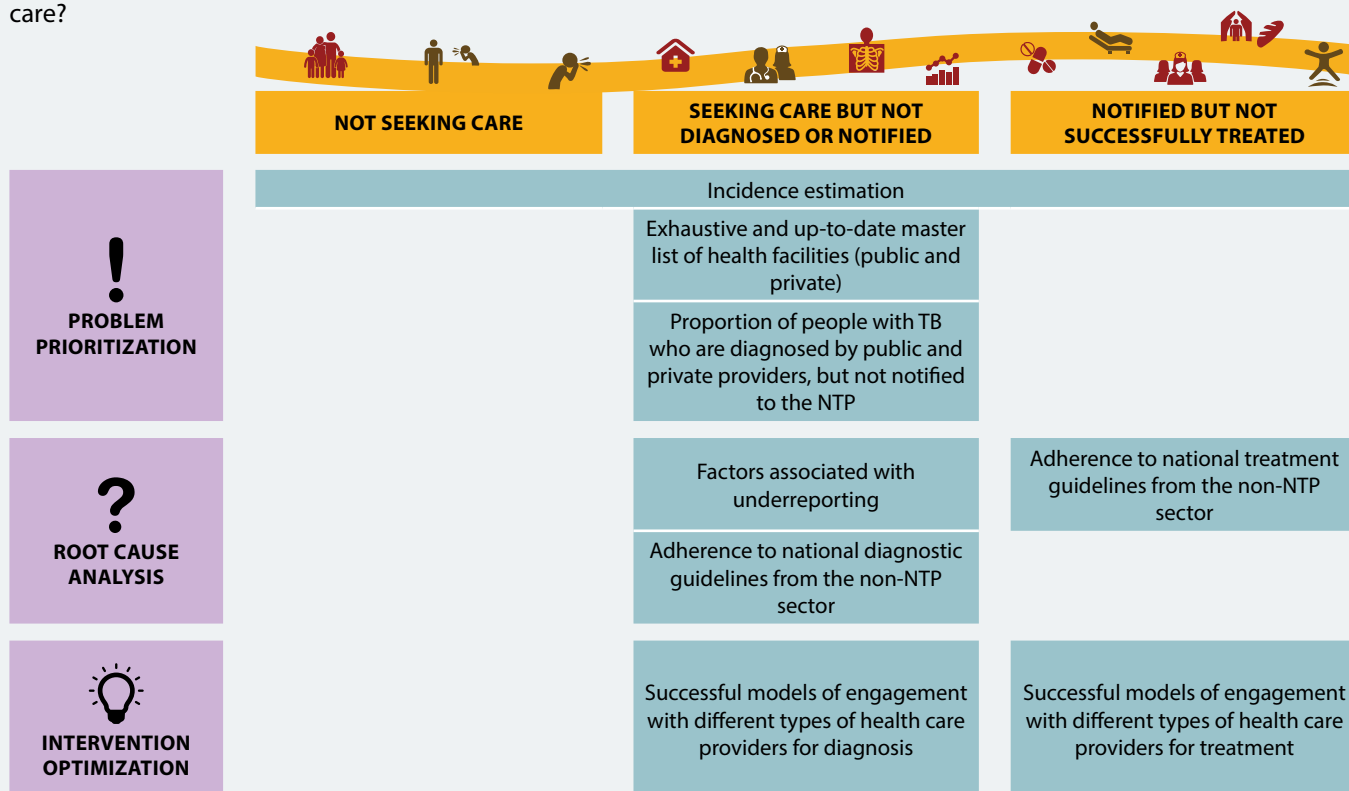 care?
NOT SEEKING CARE
SEEKING CARE BUT NOT
DIAGNOSED OR NOTIFIED
NOTIFIED BUT NOT
SUCCESSFULLY TREATED
!
PROBLEM
PRIORITIZATION
Incidence estimation
Exhaustive and up-to-date master
list of health facilities (public and
private)
Proportion of people with TB
who are diagnosed by public and
private providers, but not notified
to the NTP
?
ROOT CAUSE
ANALYSIS
Factors associated with
underreporting
Adherence to national diagnostic
guidelines from the non-NTP
sector
Adherence to national treatment
guidelines from the non-NTP
sector
INTERVENTION
OPTIMIZATION
Successful models of engagement
with different types of health care
providers for diagnosis
Successful models of engagement
with different types of health care
providers for treatment